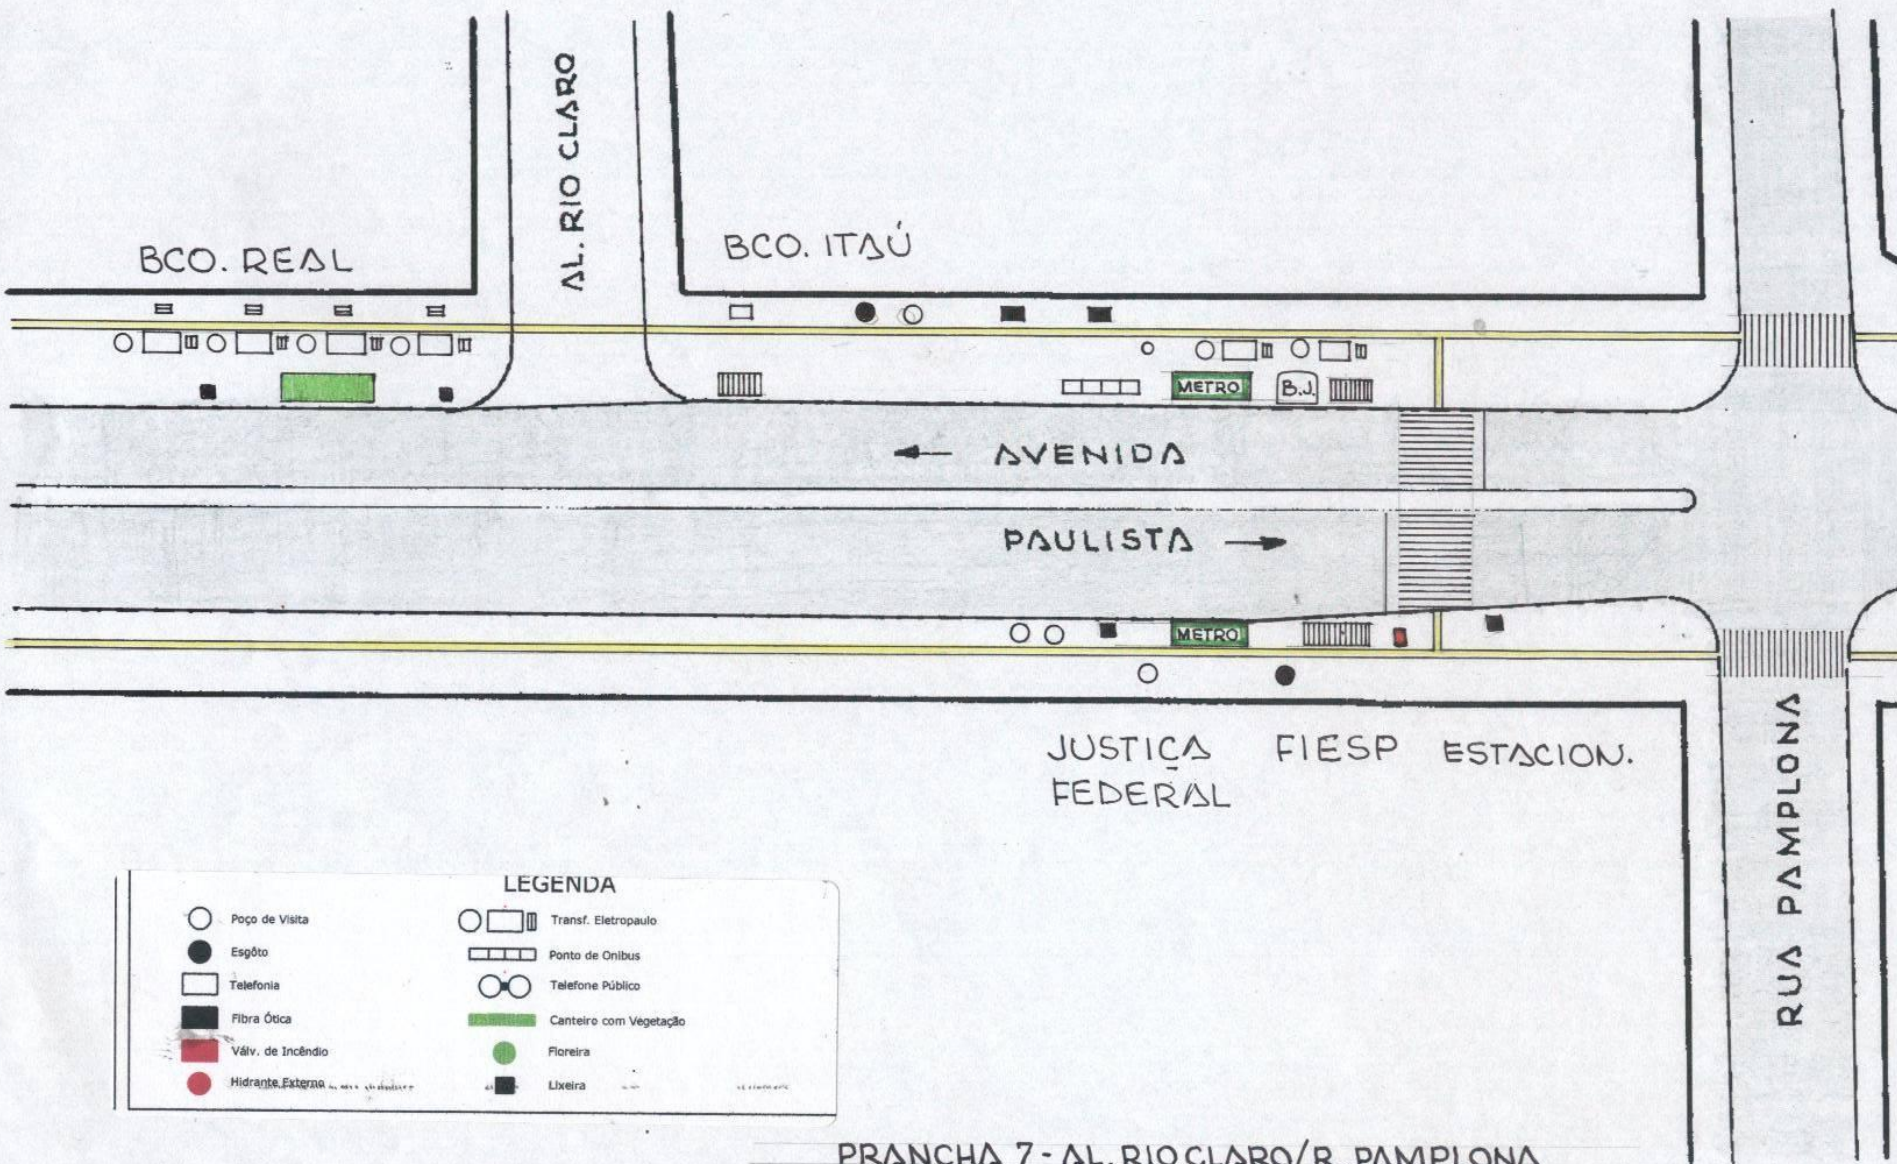 AL. RIO CLARO
BCO. REAL
BCO. ITAÚ
METRO
B.J.
← AVENIDA
PAULISTA →
METRO
JUSTIÇA
FEDERAL
FIESP
ESTACION.
RUA PAMPLONA
LEGENDA
Poço de Visita
Esgôto
Telefonia
Fibra Ótica
Válv. de Incêndio
Hidrante Externo
Transf. Eletropaulo
Ponto de Onibus
Telefone Público
Canteiro com Vegetação
Floreira
Lixeira
PRANCHA 7 - AL. RIO CLARO/R. PAMPLONA